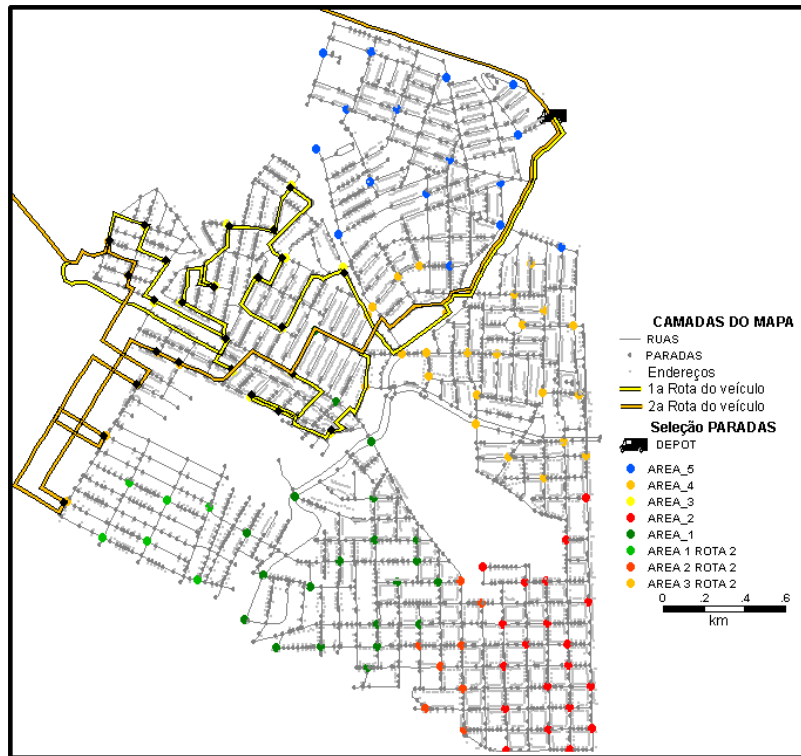 CAMADAS DO MAPA
RUAS
PARADAS
Endereços
1a Rota do veículo
2a Rota do veículo
Seleção PARADAS
DEPOT
AREA_5
AREA_4
AREA_3
AREA_2
AREA_1
AREA 1 ROTA 2
AREA 2 ROTA 2
AREA 3 ROTA 2
0 .2 .4 .6
km